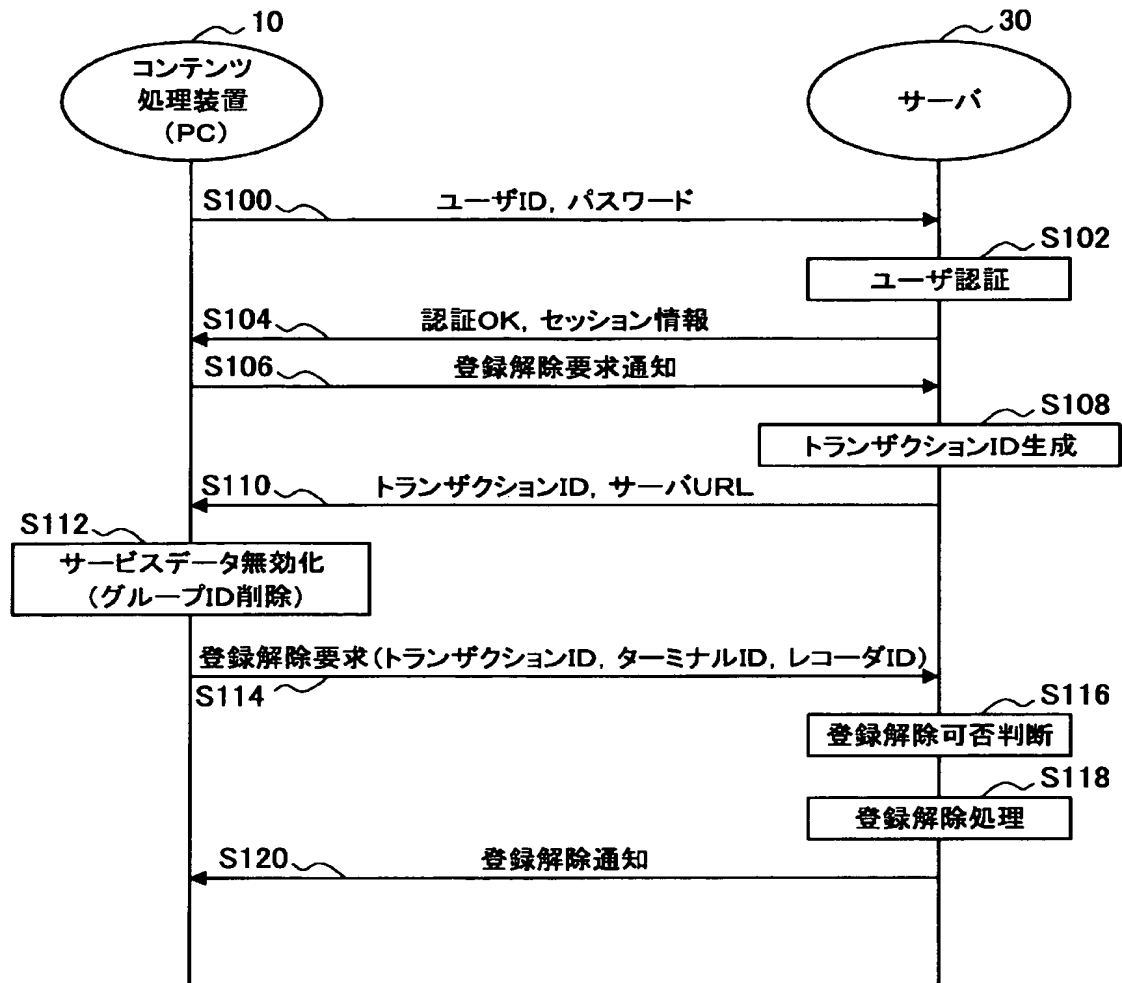 10
コンテンツ
処理装置
(PC)
30
サーバ
S100
ユーザID, パスワード
S102
ユーザ認証
S104
認証OK, セッション情報
S106
登録解除要求通知
S108
トランザクションID生成
S110
トランザクションID, サーバURL
S112
サービスデータ無効化
(グループID削除)
登録解除要求(トランザクションID, ターミナルID, レコーダID)
S114
S116
登録解除可否判断
S118
登録解除処理
S120
登録解除通知